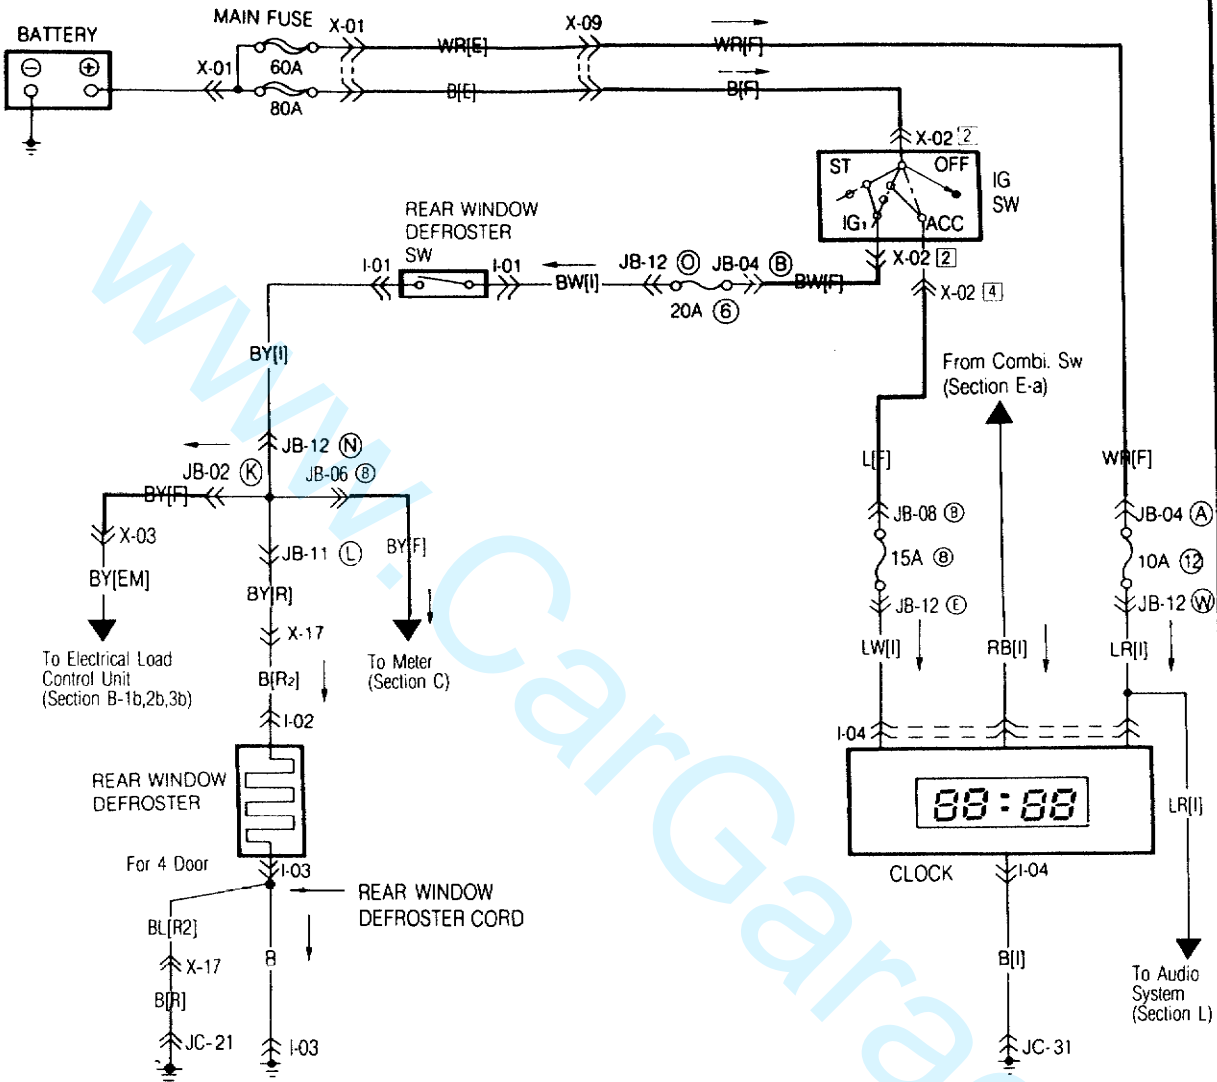 BATTERY
MAIN FUSE
X-01
X-09
WR[E]
WR[F]
60A
X-01
B[E]
B[F]
80A
X-02 2
ST
OFF
IG
SW
IG1
ACC
REAR WINDOW
DEFROSTER
SW
I-01
I-01
BW[I]
JB-12 O
JB-04 B
BW[F]
20A 6
X-02 2
X-02 4
BY[I]
From Combi. Sw
(Section E-a)
JB-12 N
JB-02 K
JB-06 8
L[F]
WR[F]
BY[F]
X-03
JB-11 L
BY[F]
JB-08 8
JB-04 A
15A 8
10A 12
BY[EM]
BY[R]
JB-12 E
JB-12 W
X-17
LW[I]
RB[I]
LR[I]
To Electrical Load
Control Unit
(Section B-1b,2b,3b)
To Meter
(Section C)
B[R2]
I-02
I-04
REAR WINDOW
DEFROSTER
88:88
LR[I]
For 4 Door
I-03
CLOCK
I-04
REAR WINDOW
DEFROSTER CORD
BL[R2]
B
B[I]
X-17
B[R]
To Audio
System
(Section L)
JC-21
I-03
JC-31
www.CarGara